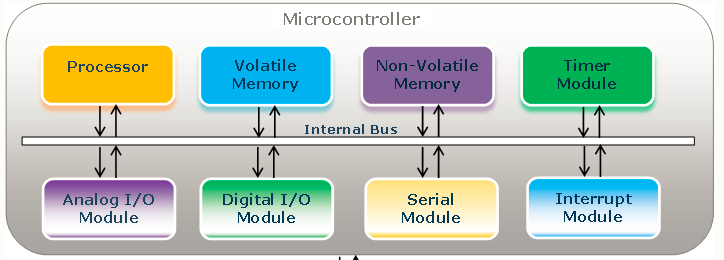 Microcontroller
Processor
Volatile
Memory
Non-Volatile
Memory
Timer
Module
Internal Bus
Analog I/O
Module
Digital I/O
Module
Serial
Module
Interrupt
Module